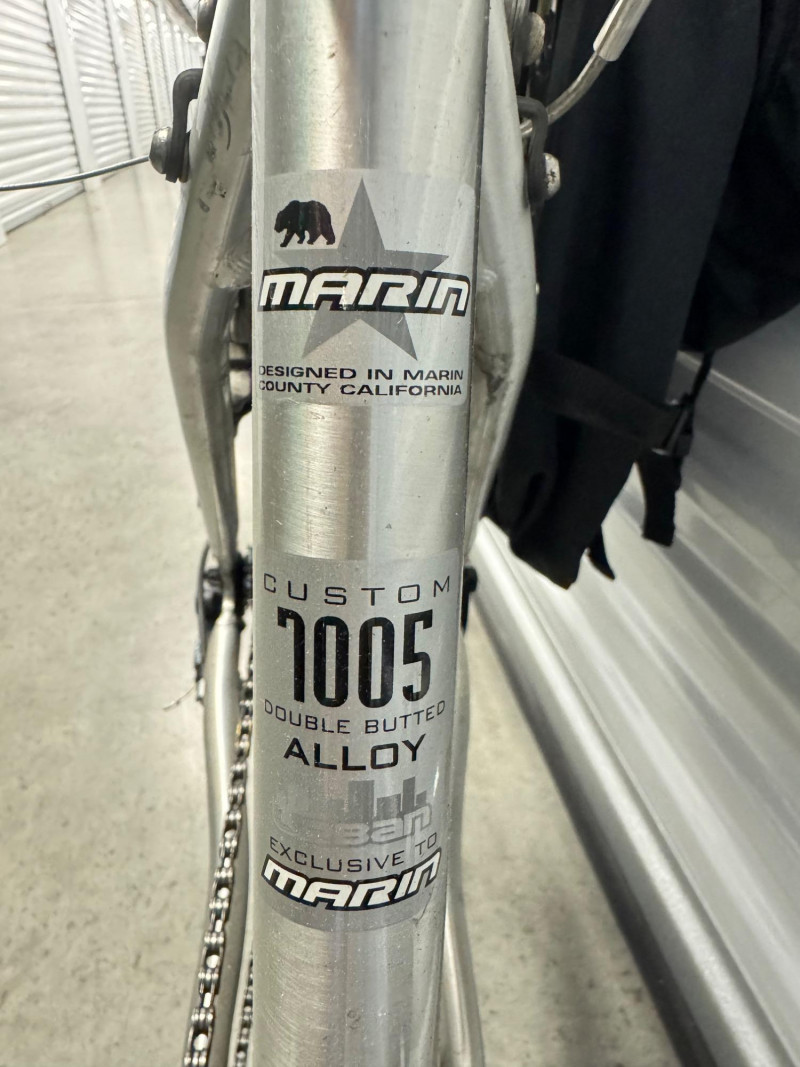 MARIN
DESIGNED IN MARIN
COUNTY CALIFORNIA
CUSTOM
7005
DOUBLE BUTTED
ALLOY
EXCLUSIVE TO
MARIN